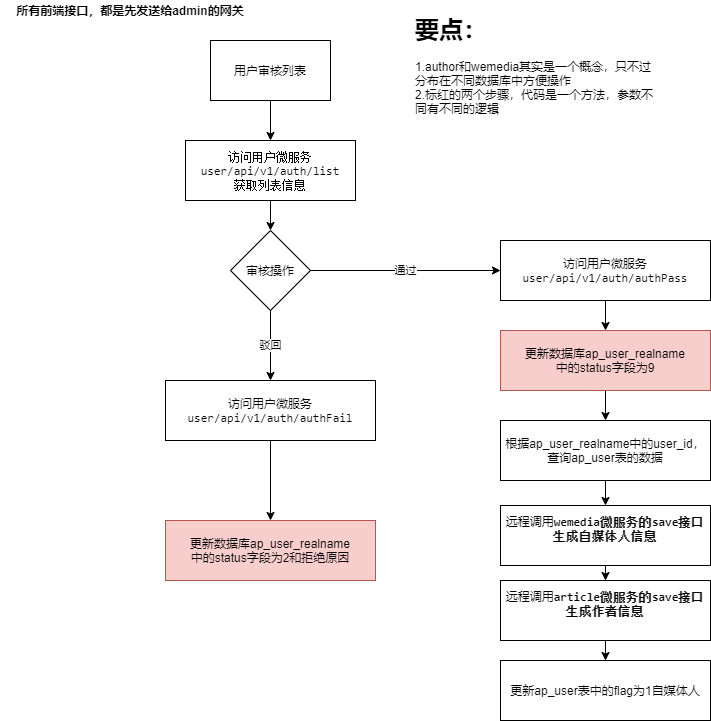 所有前端接口，都是先发送给admin的网关
要点：
1.author和wemedia其实是一个概念，只不过
分布在不同数据库中方便操作
2.标红的两个步骤，代码是一个方法，参数不
同有不同的逻辑
用户审核列表
访问用户微服务
user/api/v1/auth/list
获取列表信息
审核操作
通过
访问用户微服务
user/api/v1/auth/authPass
更新数据库ap_user_realname
中的status字段为9
驳回
访问用户微服务
user/api/v1/auth/authFail
根据ap_user_realname中的user_id，
查询ap_user表的数据
远程调用wemedia微服务的save接口
生成自媒体人信息
更新数据库ap_user_realname
中的status字段为2和拒绝原因
远程调用article微服务的save接口
生成作者信息
更新ap_user表中的flag为1自媒体人